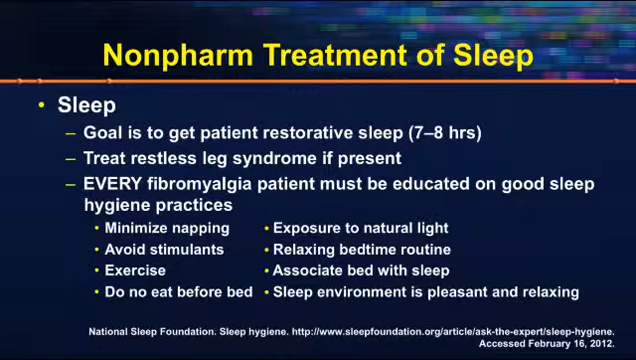 Nonpharm Treatment of Sleep
• Sleep
– Goal is to get patient restorative sleep (7–8 hrs)
– Treat restless leg syndrome if present
– EVERY fibromyalgia patient must be educated on good sleep
hygiene practices
• Minimize napping
• Avoid stimulants
• Exercise
• Do no eat before bed
• Exposure to natural light
• Relaxing bedtime routine
• Associate bed with sleep
• Sleep environment is pleasant and relaxing
National Sleep Foundation. Sleep hygiene. http://www.sleepfoundation.org/article/ask-the-expert/sleep-hygiene.
Accessed February 16, 2012.